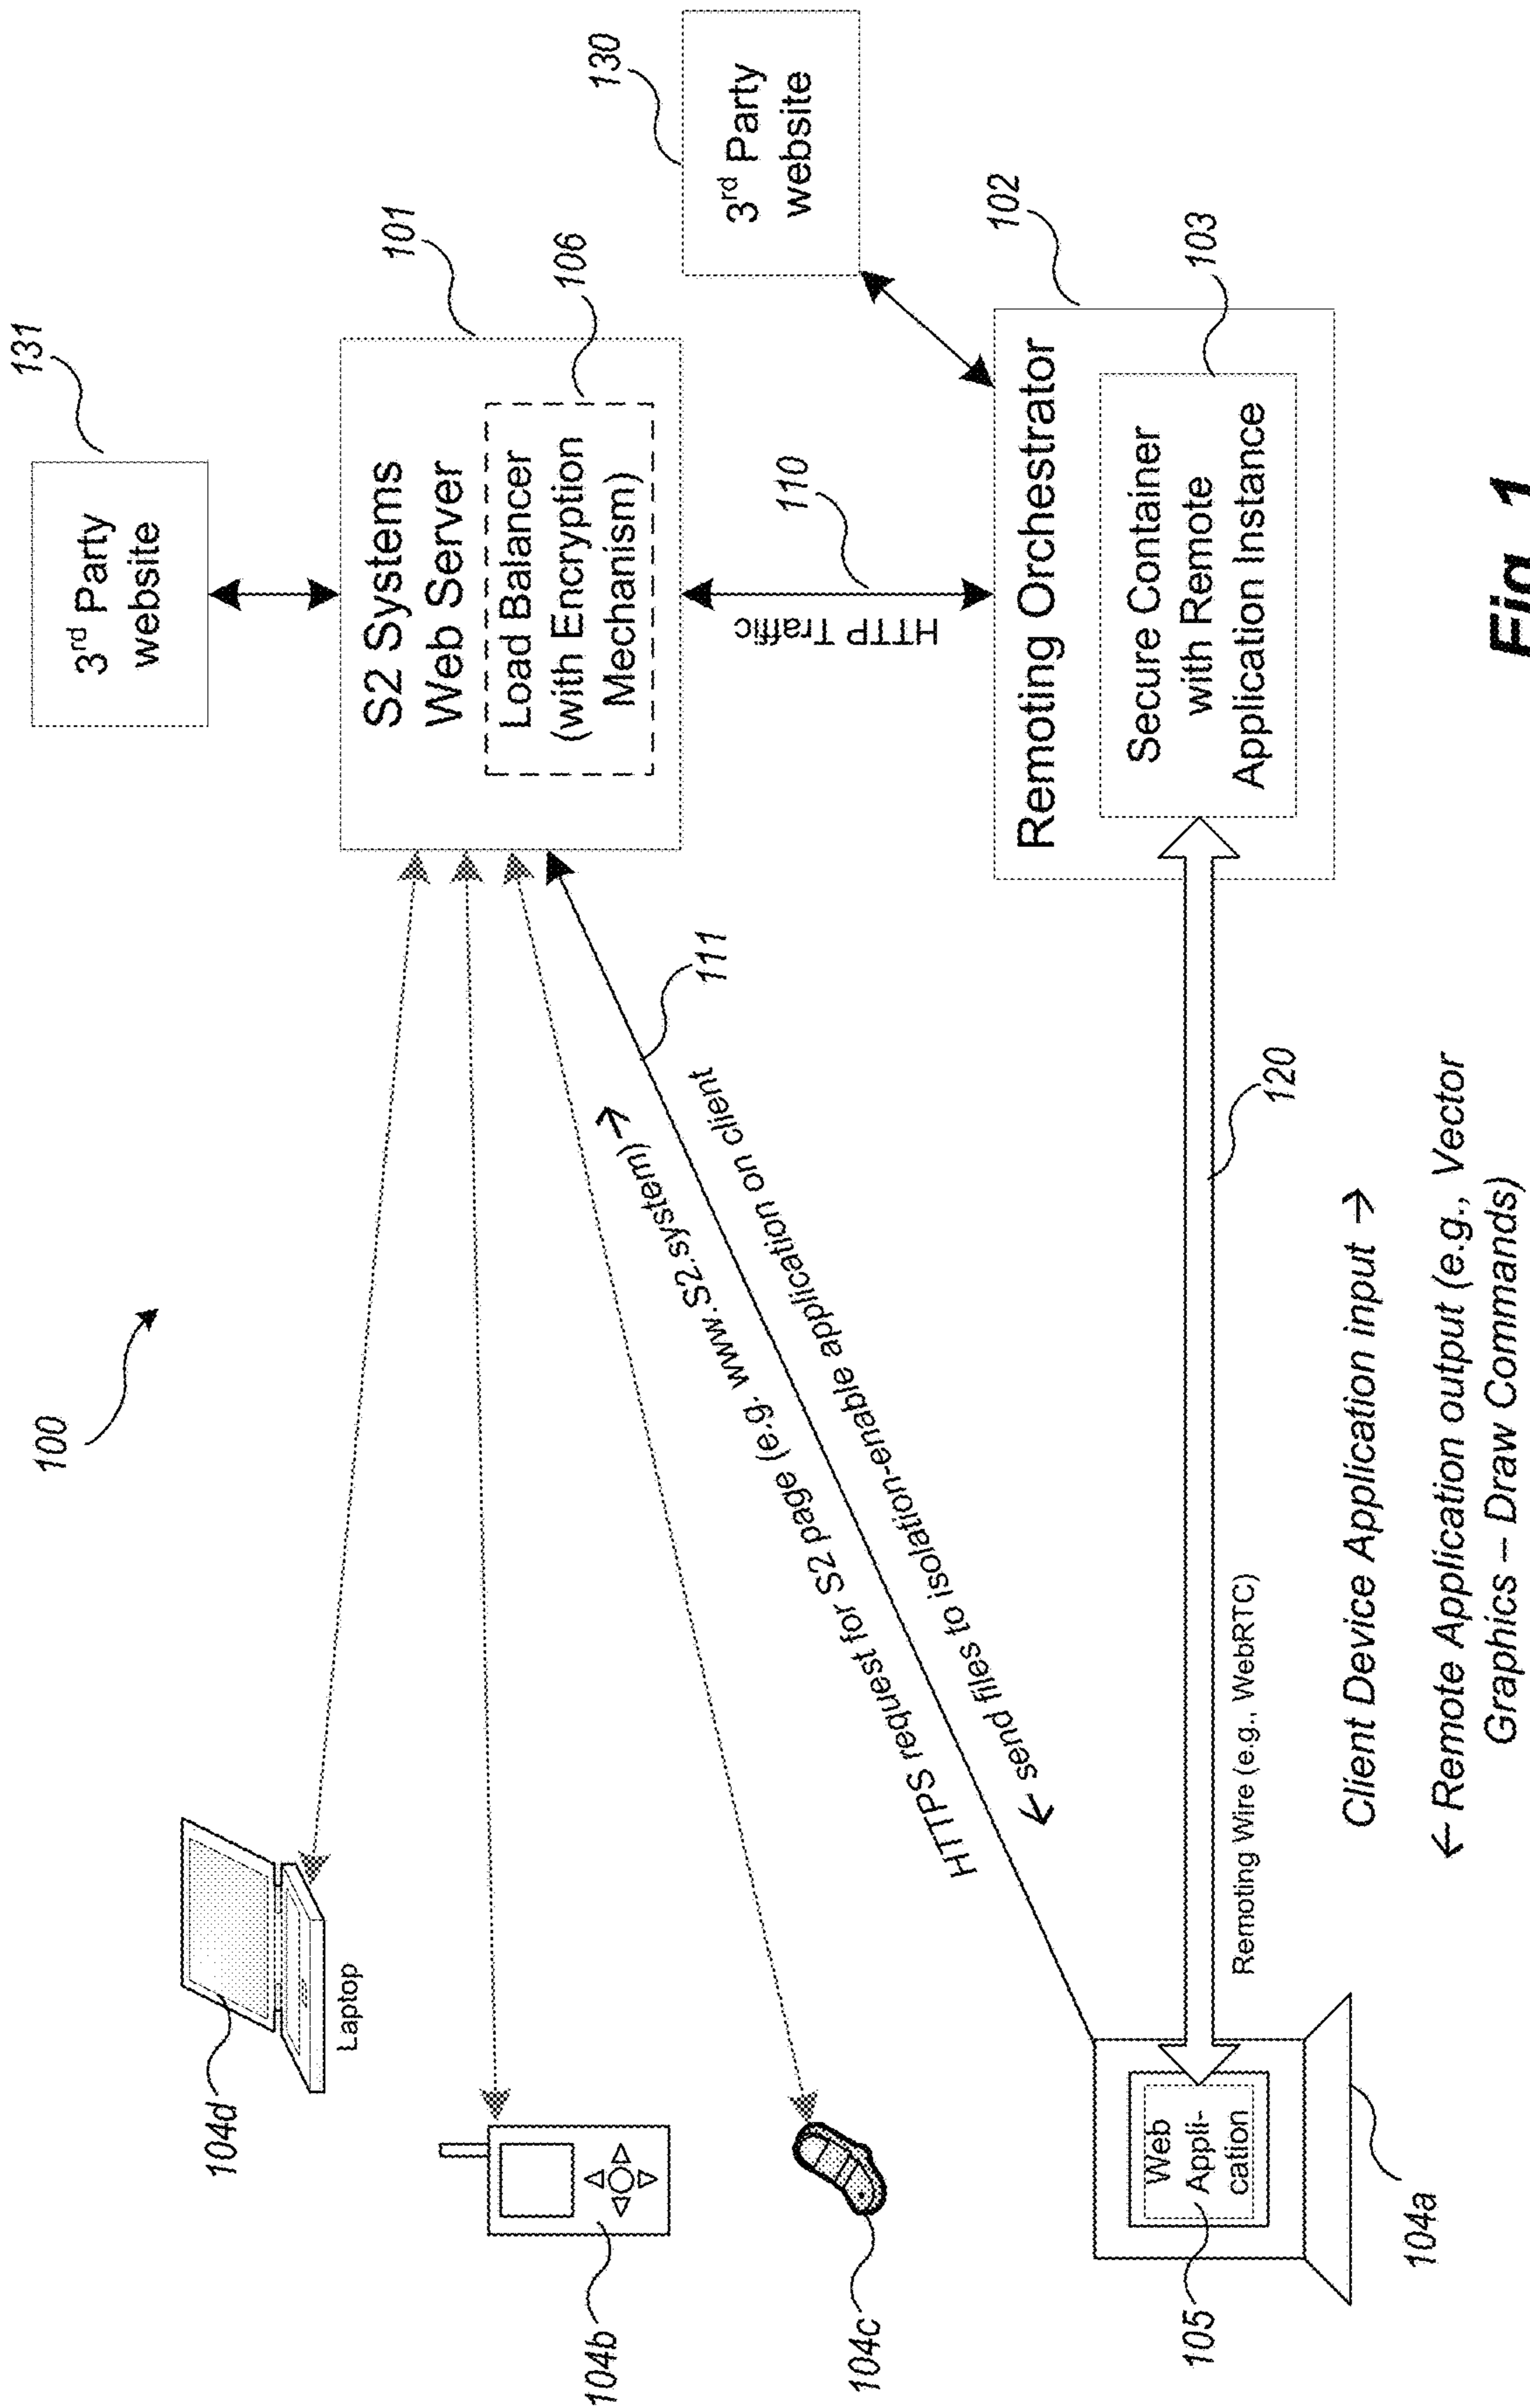 100
131
3rd Party
website
101
S2 Systems
Web Server
106
Load Balancer
(with Encryption
Mechanism)
130
3rd Party
website
104d
Laptop
104b
104c
111
HTTPS request for S2 page (e.g. www.S2.system) →
← send files to isolation-enable application on client
110
HTTP Traffic
102
Remoting Orchestrator
103
Secure Container
with Remote
Application Instance
105
Web
Appli-
cation
104a
120
Remoting Wire (e.g., WebRTC)
Client Device Application input →
← Remote Application output (e.g., Vector
Graphics – Draw Commands)
Fig. 1